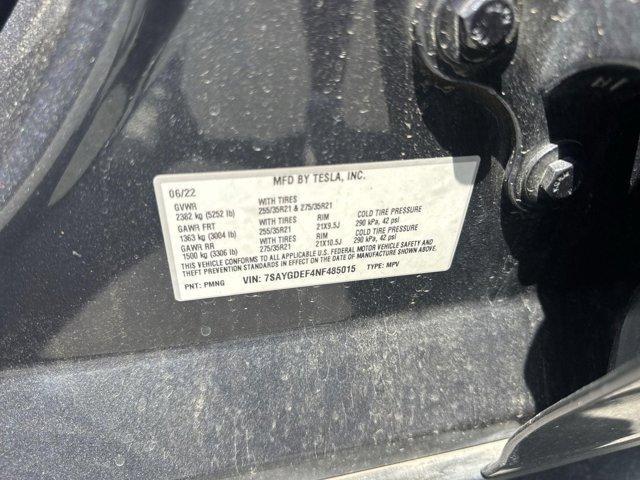 MFD BY TESLA, INC.
06/22
GVWR WITH TIRES
2382 kg (5252 lb) 255/35R21 & 275/35R21
GAWR FRT WITH TIRES RIM COLD TIRE PRESSURE
1363 kg (3004 lb) 255/35R21 21X9.5J 290 kPa, 42 psi
GAWR RR WITH TIRES RIM COLD TIRE PRESSURE
1500 kg (3306 lb) 275/35R21 21X10.5J 290 kPa, 42 psi
THIS VEHICLE CONFORMS TO ALL APPLICABLE U.S. FEDERAL MOTOR VEHICLE SAFETY AND
THEFT PREVENTION STANDARDS IN EFFECT ON THE DATE OF MANUFACTURE SHOWN ABOVE.
PNT: PMNG VIN: 7SAYGDEF4NF485015 TYPE: MPV